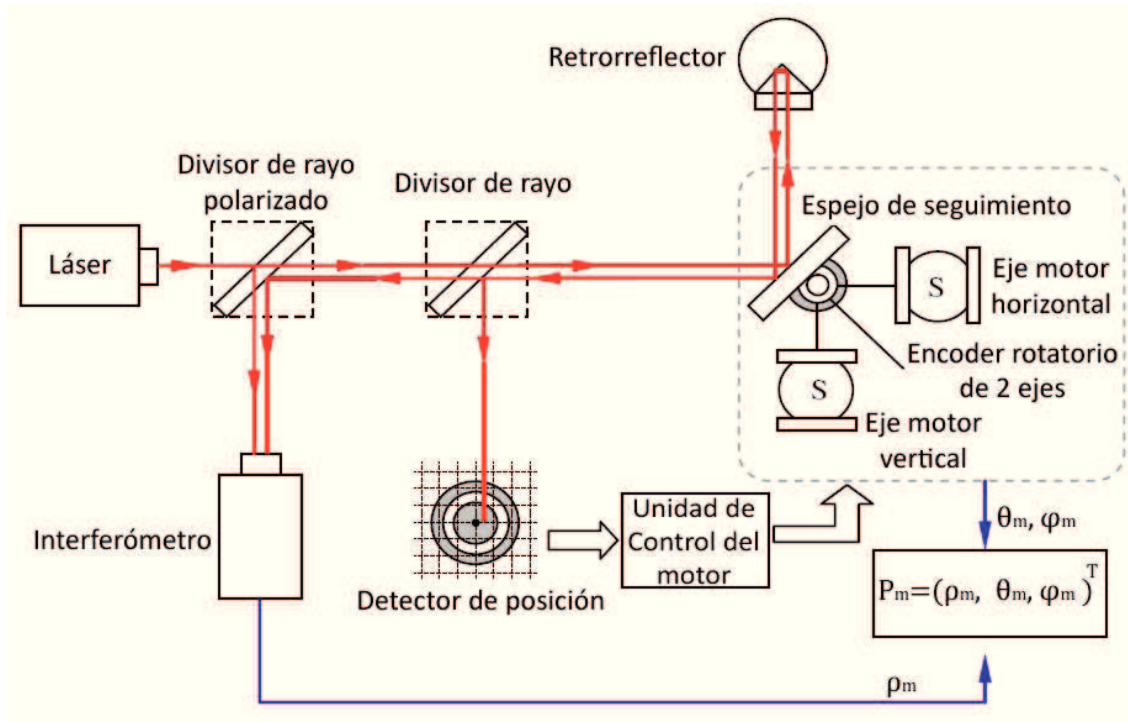 Retrorreflector
Divisor de rayo
polarizado
Divisor de rayo
Espejo de seguimiento
Láser
Eje motor
horizontal
S
Encoder rotatorio
de 2 ejes
S
Eje motor
vertical
Interferómetro
Detector de posición
Unidad de
Control del
motor
θm, φm
Pm=(ρm, θm, φm)T
ρm